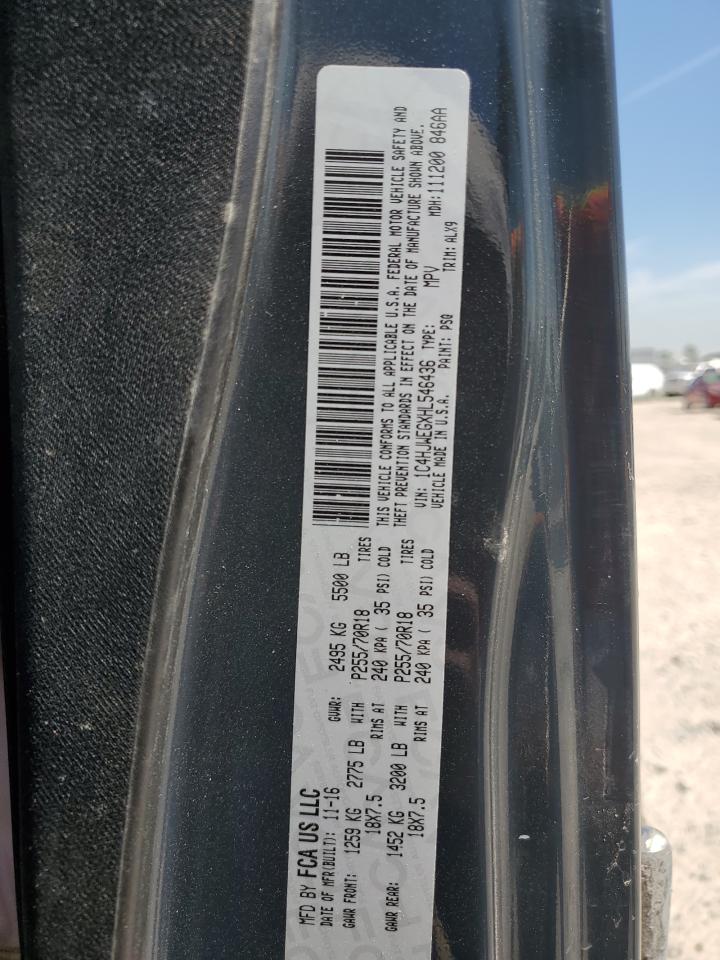 MFD BY FCA US LLC
DATE OF MFR(BUILT): 11-16 GVWR: 2495 KG 5500 LB
GAWR FRONT: 1259 KG 2775 LB WITH P255/70R18 TIRES
18X7.5 RIMS AT 240 KPA ( 35 PSI) COLD
GAWR REAR: 1452 KG 3200 LB WITH P255/70R18 TIRES
18X7.5 RIMS AT 240 KPA ( 35 PSI) COLD
THIS VEHICLE CONFORMS TO ALL APPLICABLE U.S.A. FEDERAL MOTOR VEHICLE SAFETY AND
THEFT PREVENTION STANDARDS IN EFFECT ON THE DATE OF MANUFACTURE SHOWN ABOVE.
VIN: 1C4HJWEGXHL546436 TYPE: MPV MDH:111200 846AA
VEHICLE MADE IN U.S.A. PAINT: PSQ TRIM: ALX9